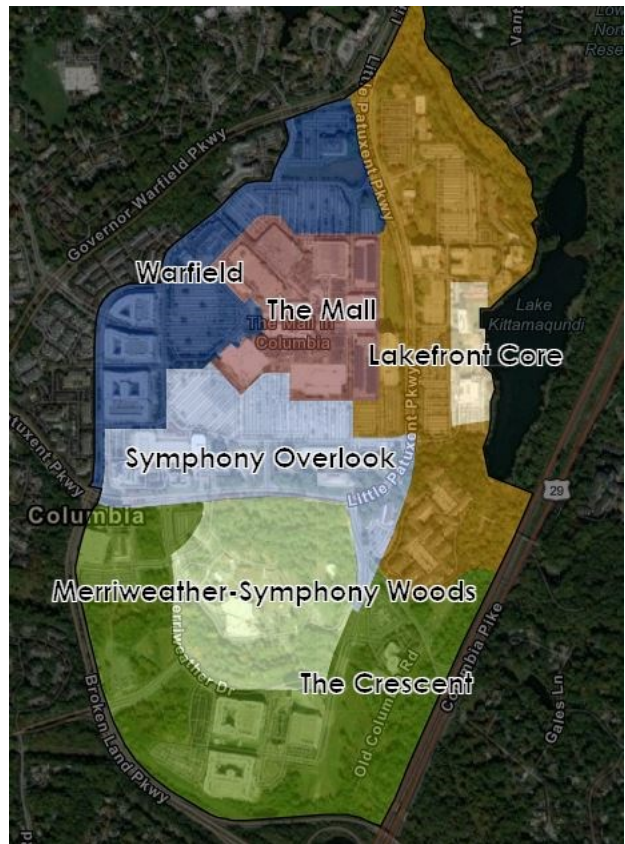 Little Patuxent Pkwy
Governor Warfield Pkwy
Warfield
The Mall
The Mall in
Columbia
Lake
Kittamaqundi
Lakefront Core
Little Patuxent Pkwy
Symphony Overlook
29
Columbia
Merriweather-Symphony Woods
Merriweather Dr
The Crescent
Old Columbia Rd
Columbia Pike
Gales Ln
Broken Land Pkwy